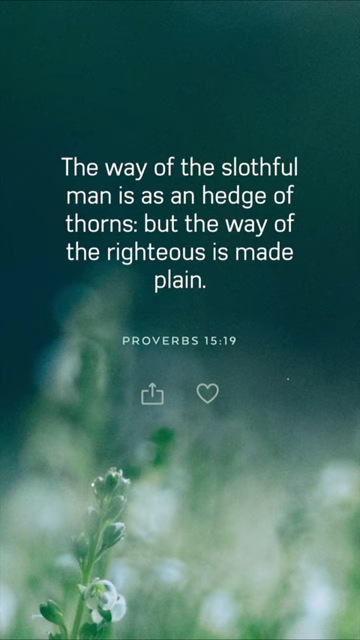 The way of the slothful
man is as an hedge of
thorns: but the way of
the righteous is made
plain.
PROVERBS 15:19